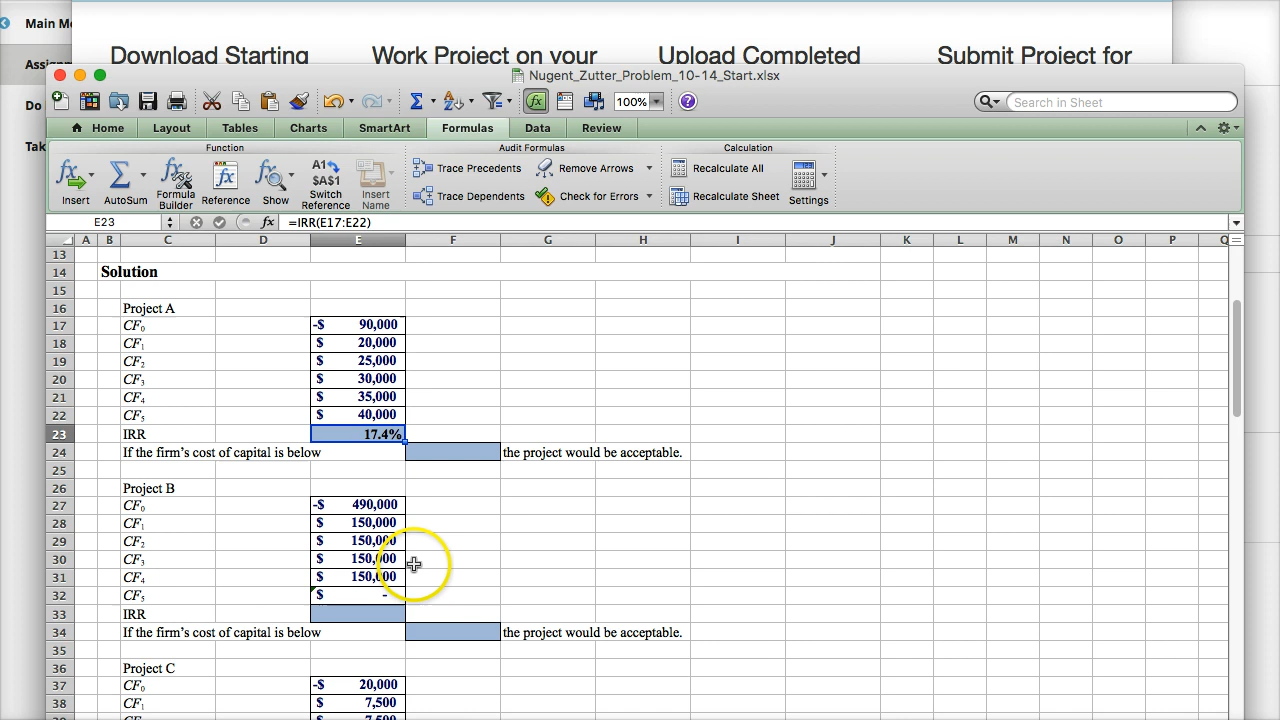 Main M
Assign
Do
Tak
Download Starting Work Project on your Upload Completed Submit Project for
Nugent_Zutter_Problem_10-14_Start.xlsx
100% Search in Sheet
Home Layout Tables Charts SmartArt Formulas Data Review
Function Audit Formulas Calculation
Insert AutoSum Formula Builder Reference Show A1 $A$1 Switch Reference Insert Name
Trace Precedents Remove Arrows Recalculate All
Trace Dependents Check for Errors Recalculate Sheet Settings
E23 fx =IRR(E17:E22)
A B C D E F G H I J K L M N O P Q
13
14 Solution
15
16 Project A
17 CF0 -$ 90,000
18 CF1 $ 20,000
19 CF2 $ 25,000
20 CF3 $ 30,000
21 CF4 $ 35,000
22 CF5 $ 40,000
23 IRR 17.4%
24 If the firm's cost of capital is below the project would be acceptable.
25
26 Project B
27 CF0 -$ 490,000
28 CF1 $ 150,000
29 CF2 $ 150,000
30 CF3 $ 150,000
31 CF4 $ 150,000
32 CF5 $ -
33 IRR
34 If the firm's cost of capital is below the project would be acceptable.
35
36 Project C
37 CF0 -$ 20,000
38 CF1 $ 7,500